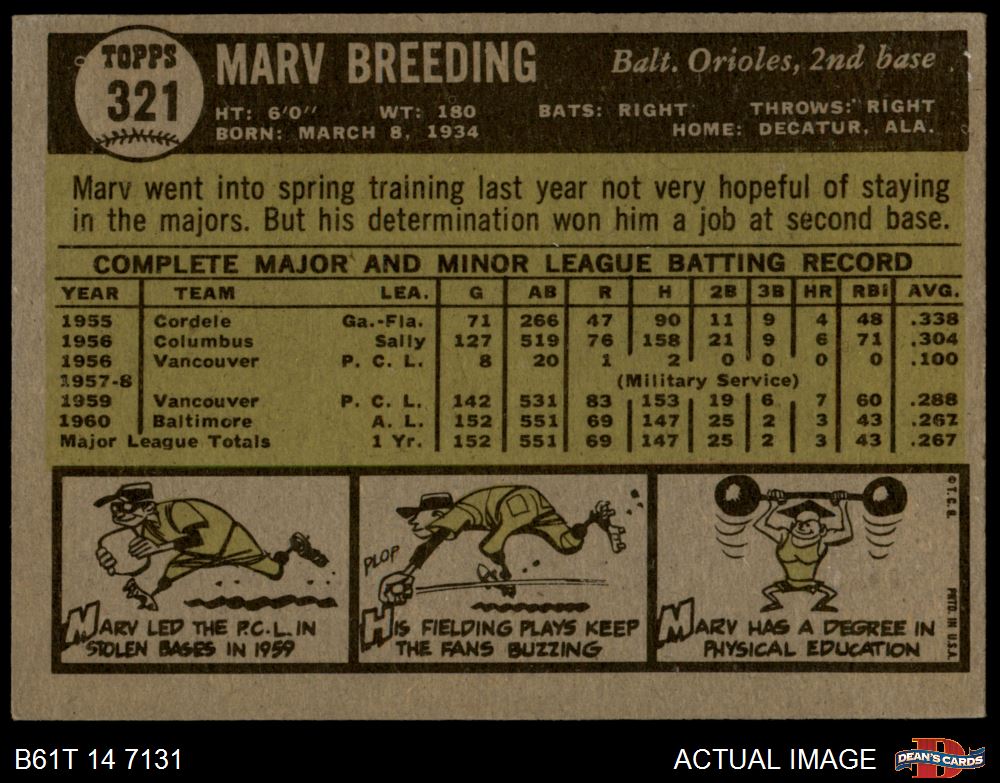 TOPPS
321
MARV BREEDING
Balt. Orioles, 2nd base
HT: 6'0" WT: 180 BATS: RIGHT THROWS: RIGHT
BORN: MARCH 8, 1934 HOME: DECATUR, ALA.
Marv went into spring training last year not very hopeful of staying
in the majors. But his determination won him a job at second base.
COMPLETE MAJOR AND MINOR LEAGUE BATTING RECORD
YEAR TEAM LEA. G AB R H 2B 3B HR RBI AVG.
1955 Cordele Ga.-Fla. 71 266 47 90 11 9 4 48 .338
1956 Columbus Sally 127 519 76 158 21 9 6 71 .304
1956 Vancouver P. C. L. 8 20 1 2 0 0 0 0 .100
1957-8 (Military Service)
1959 Vancouver P. C. L. 142 531 83 153 19 6 7 60 .288
1960 Baltimore A. L. 152 551 69 147 25 2 3 43 .267
Major League Totals 1 Yr. 152 551 69 147 25 2 3 43 .267
MARV LED THE P.C.L. IN
STOLEN BASES IN 1959
PLOP
HIS FIELDING PLAYS KEEP
THE FANS BUZZING
MARV HAS A DEGREE IN
PHYSICAL EDUCATION
© T. C. G.
PRTD. IN U.S.A.
B61T 14 7131
ACTUAL IMAGE
DEAN'S CARDS